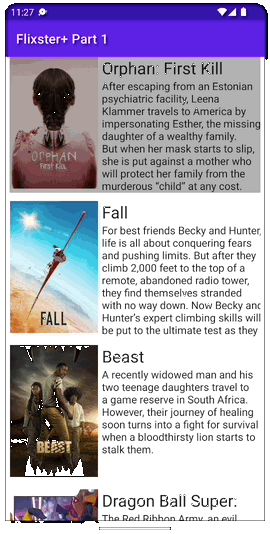 11:27
Flixster+ Part 1
Orphan: First Kill
After escaping from an Estonian
psychiatric facility, Leena
Klammer travels to America by
impersonating Esther, the missing
daughter of a wealthy family.
But when her mask starts to slip,
she is put against a mother who
will protect her family from the
murderous “child” at any cost.
ORPHAN
FIRST KILL
Fall
For best friends Becky and Hunter,
life is all about conquering fears
and pushing limits. But after they
climb 2,000 feet to the top of a
remote, abandoned radio tower,
they find themselves stranded
with no way down. Now Becky and
Hunter’s expert climbing skills will
be put to the ultimate test as they
FALL
Beast
A recently widowed man and his
two teenage daughters travel to
a game reserve in South Africa.
However, their journey of healing
soon turns into a fight for survival
when a bloodthirsty lion starts to
stalk them.
BEAST
Dragon Ball Super:
The Red Ribbon Army, an evil